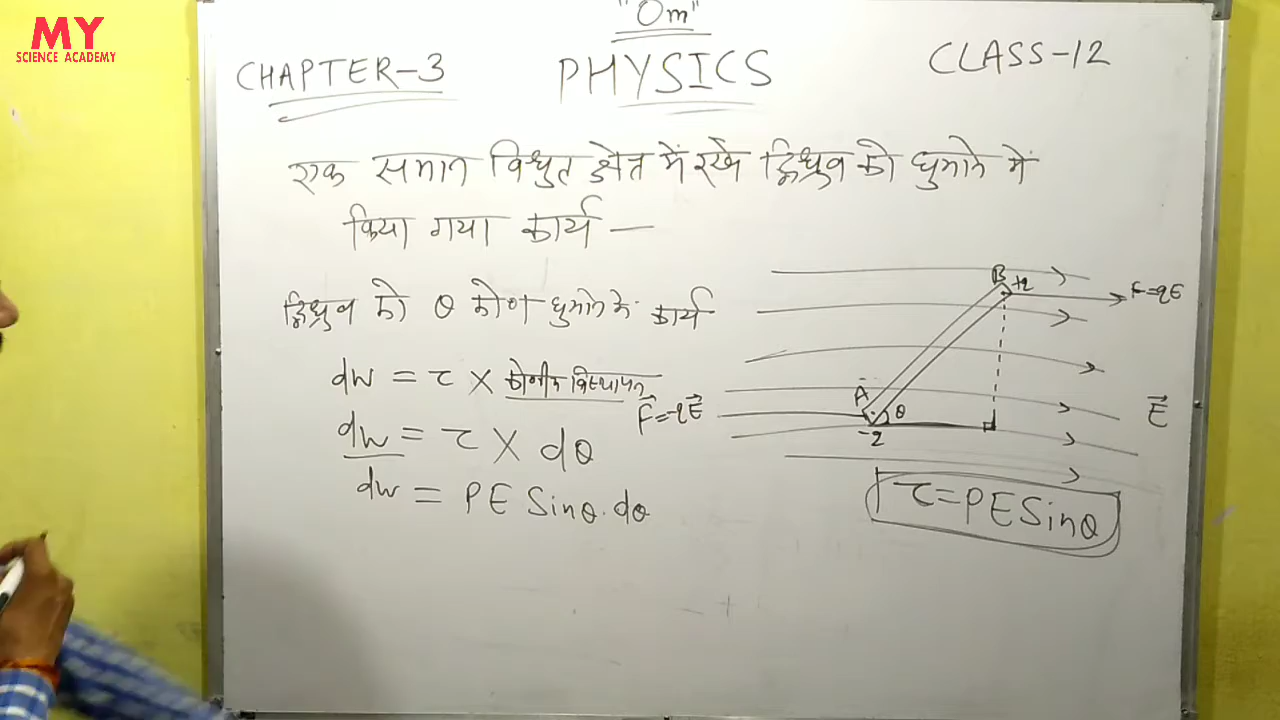 MY
SCIENCE ACADEMY
"Om"
CHAPTER-3
PHYSICS
CLASS-12
एक समान विधुत क्षेत्र में रखे द्विध्रुव को घुमाने में
किया गया कार्य —
द्विध्रुव को θ कोण घुमाने में कार्य
dw = τ × कोणीय विस्थापन
dw = τ × dθ
dw = PE Sinθ.dθ
B +q
F=qE
A
θ
-q
F=-qE
E
τ=PESinθ